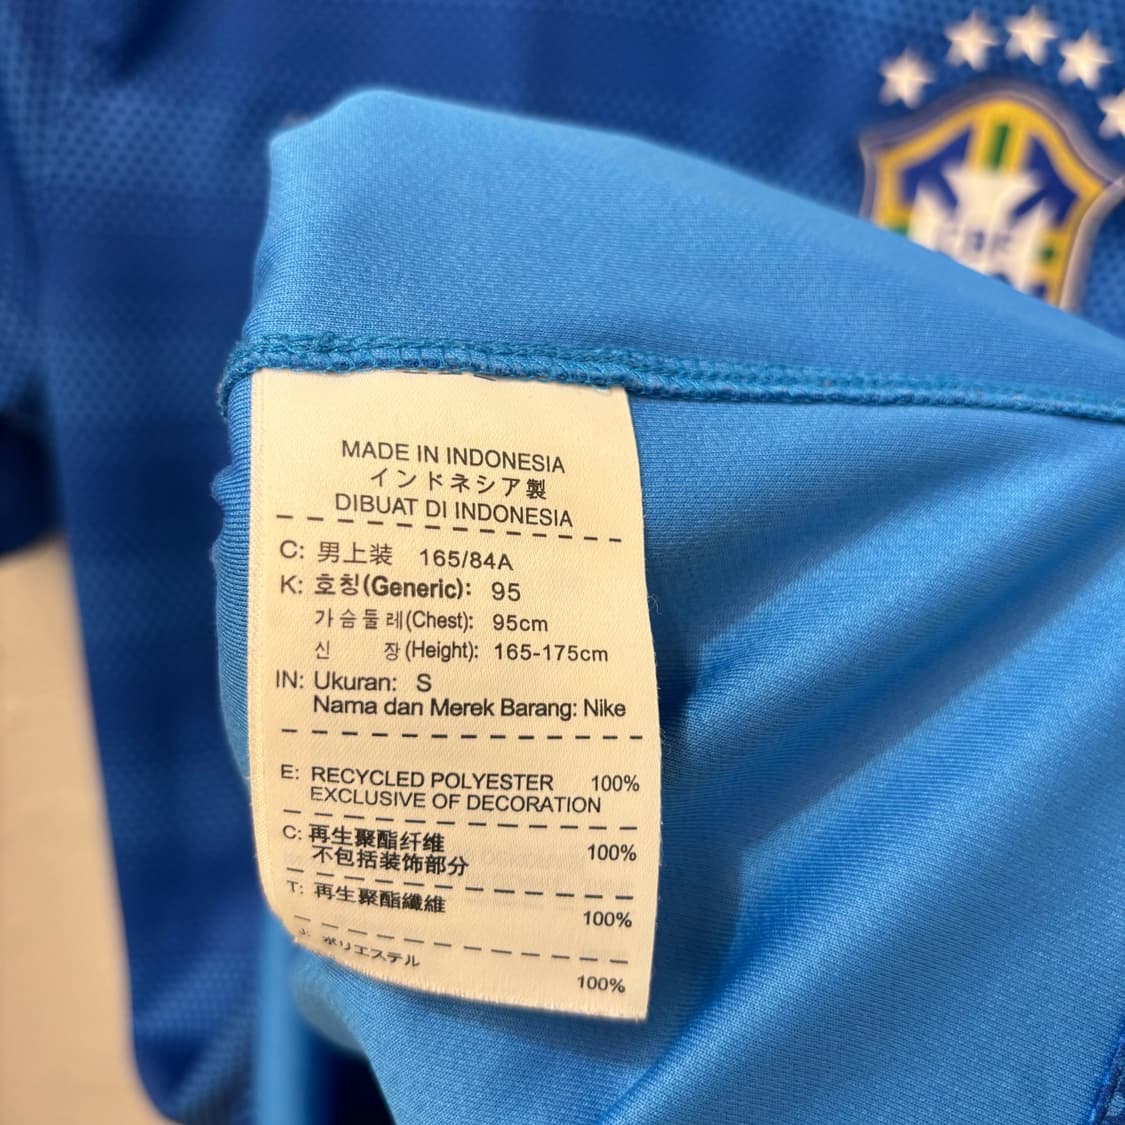 CBF
MADE IN INDONESIA
インドネシア製
DIBUAT DI INDONESIA
C: 男上装 165/84A
K: 호칭(Generic): 95
가슴둘레(Chest): 95cm
신 장(Height): 165-175cm
IN: Ukuran: S
Nama dan Merek Barang: Nike
E: RECYCLED POLYESTER 100%
EXCLUSIVE OF DECORATION
C: 再生聚酯纤维 100%
不包括装饰部分
T: 再生聚酯纖維 100%
J: ポリエステル 100%